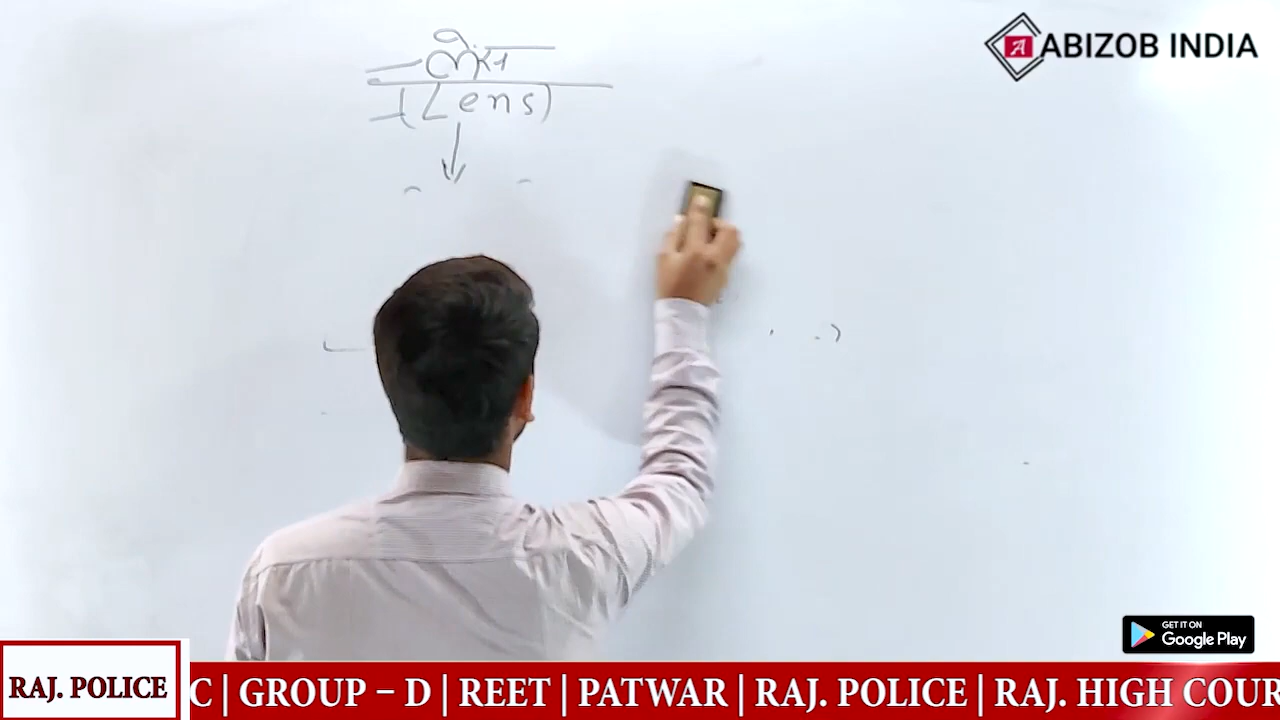 लेंस
(Lens)
ABIZOB INDIA
GET IT ON
Google Play
RAJ. POLICE
C | GROUP – D | REET | PATWAR | RAJ. POLICE | RAJ. HIGH COUR